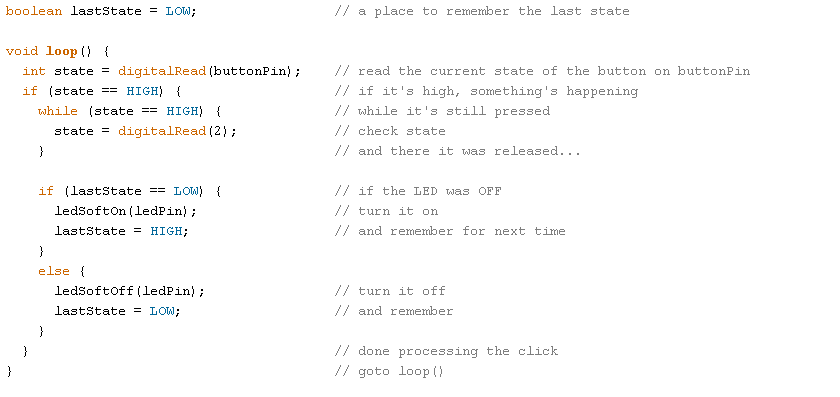 boolean lastState = LOW;                 // a place to remember the last state

void loop() {
  int state = digitalRead(buttonPin);    // read the current state of the button on buttonPin
  if (state == HIGH) {                   // if it's high, something's happening
    while (state == HIGH) {              // while it's still pressed
      state = digitalRead(2);            // check state
    }                                    // and there it was released...

    if (lastState == LOW) {              // if the LED was OFF
      ledSoftOn(ledPin);                 // turn it on
      lastState = HIGH;                  // and remember for next time
    }
    else {
      ledSoftOff(ledPin);                // turn it off
      lastState = LOW;                   // and remember
    }
  }                                      // done processing the click
}                                        // goto loop()